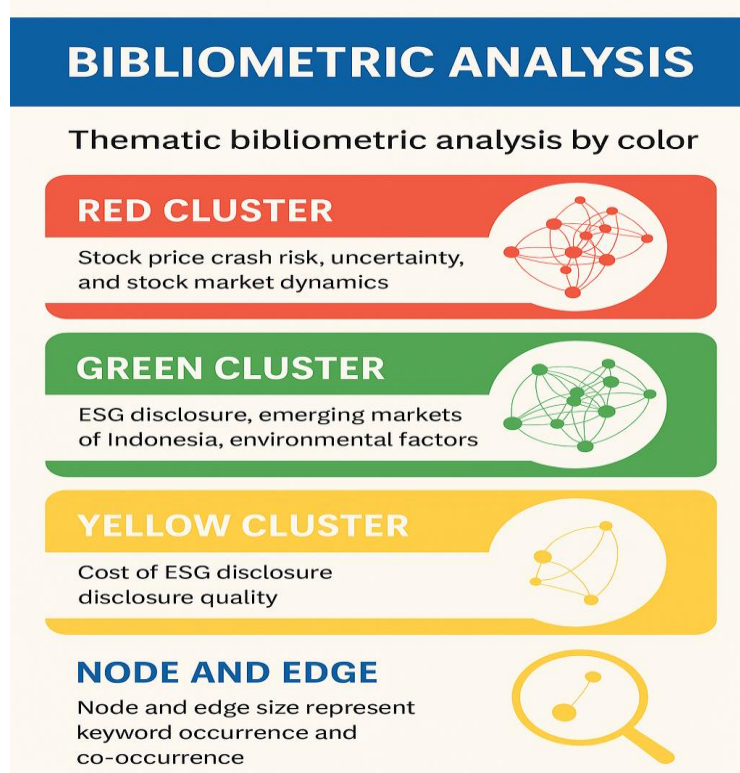 BIBLIOMETRIC ANALYSIS
Thematic bibliometric analysis by color
RED CLUSTER
Stock price crash risk, uncertainty,
and stock market dynamics
GREEN CLUSTER
ESG disclosure, emerging markets
of Indonesia, environmental factors
YELLOW CLUSTER
Cost of ESG disclosure
disclosure quality
NODE AND EDGE
Node and edge size represent
keyword occurrence and
co-occurrence